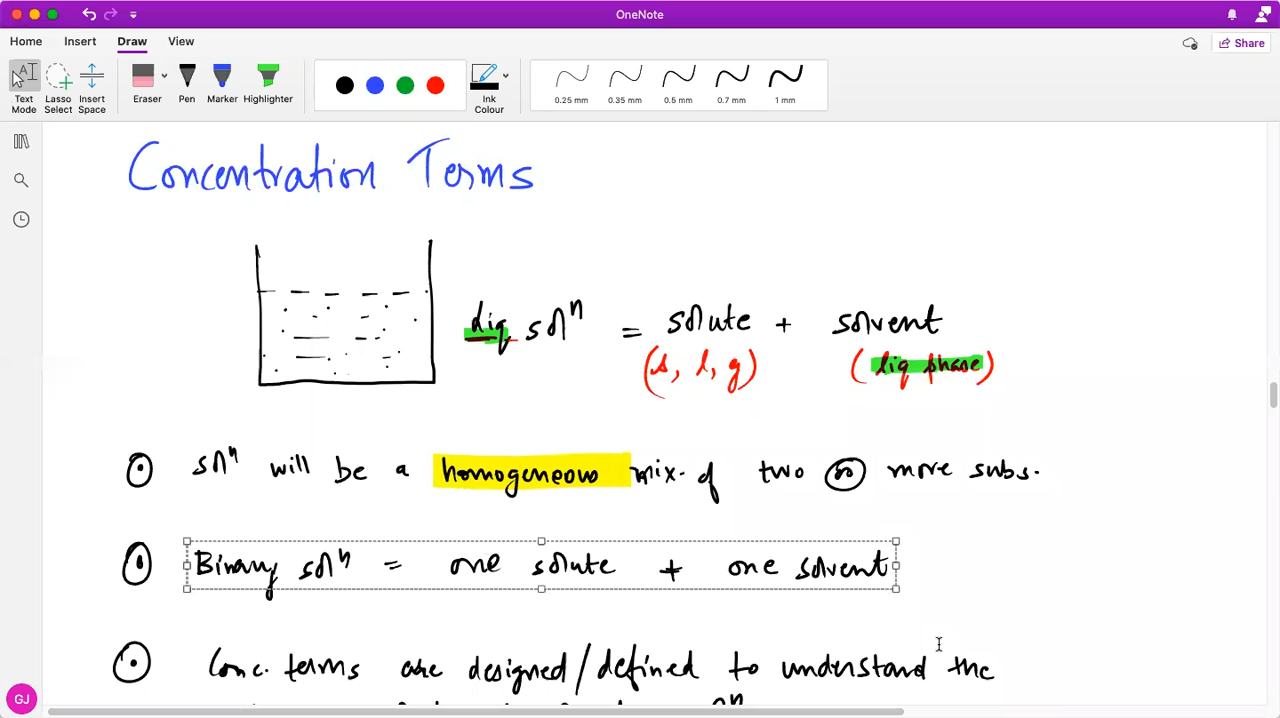 OneNote
Home Insert Draw View
Share
Text Mode
Lasso Select
Insert Space
Eraser
Pen
Marker
Highlighter
Ink Colour
0.25 mm
0.35 mm
0.5 mm
0.7 mm
1 mm
Concentration Terms
liq. solⁿ = solute + solvent
(s, l, g) (liq phase)
solⁿ will be a homogeneous mix. of two or more subs.
Binary solⁿ = one solute + one solvent
Conc. terms are designed/defined to understand the
GJ